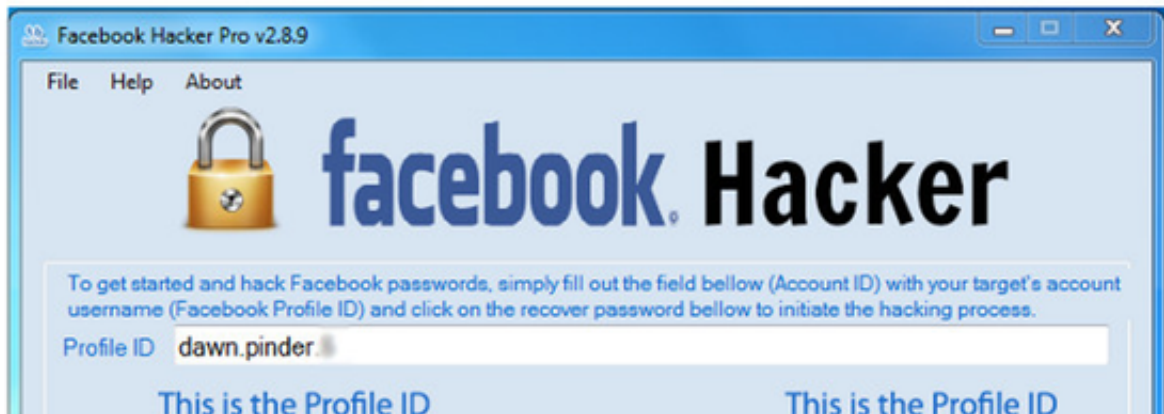 Facebook Hacker Pro v2.8.9
File Help About
facebook Hacker
To get started and hack Facebook passwords, simply fill out the field bellow (Account ID) with your target's account
username (Facebook Profile ID) and click on the recover password bellow to initiate the hacking process.
Profile ID dawn.pinder.
This is the Profile ID This is the Profile ID